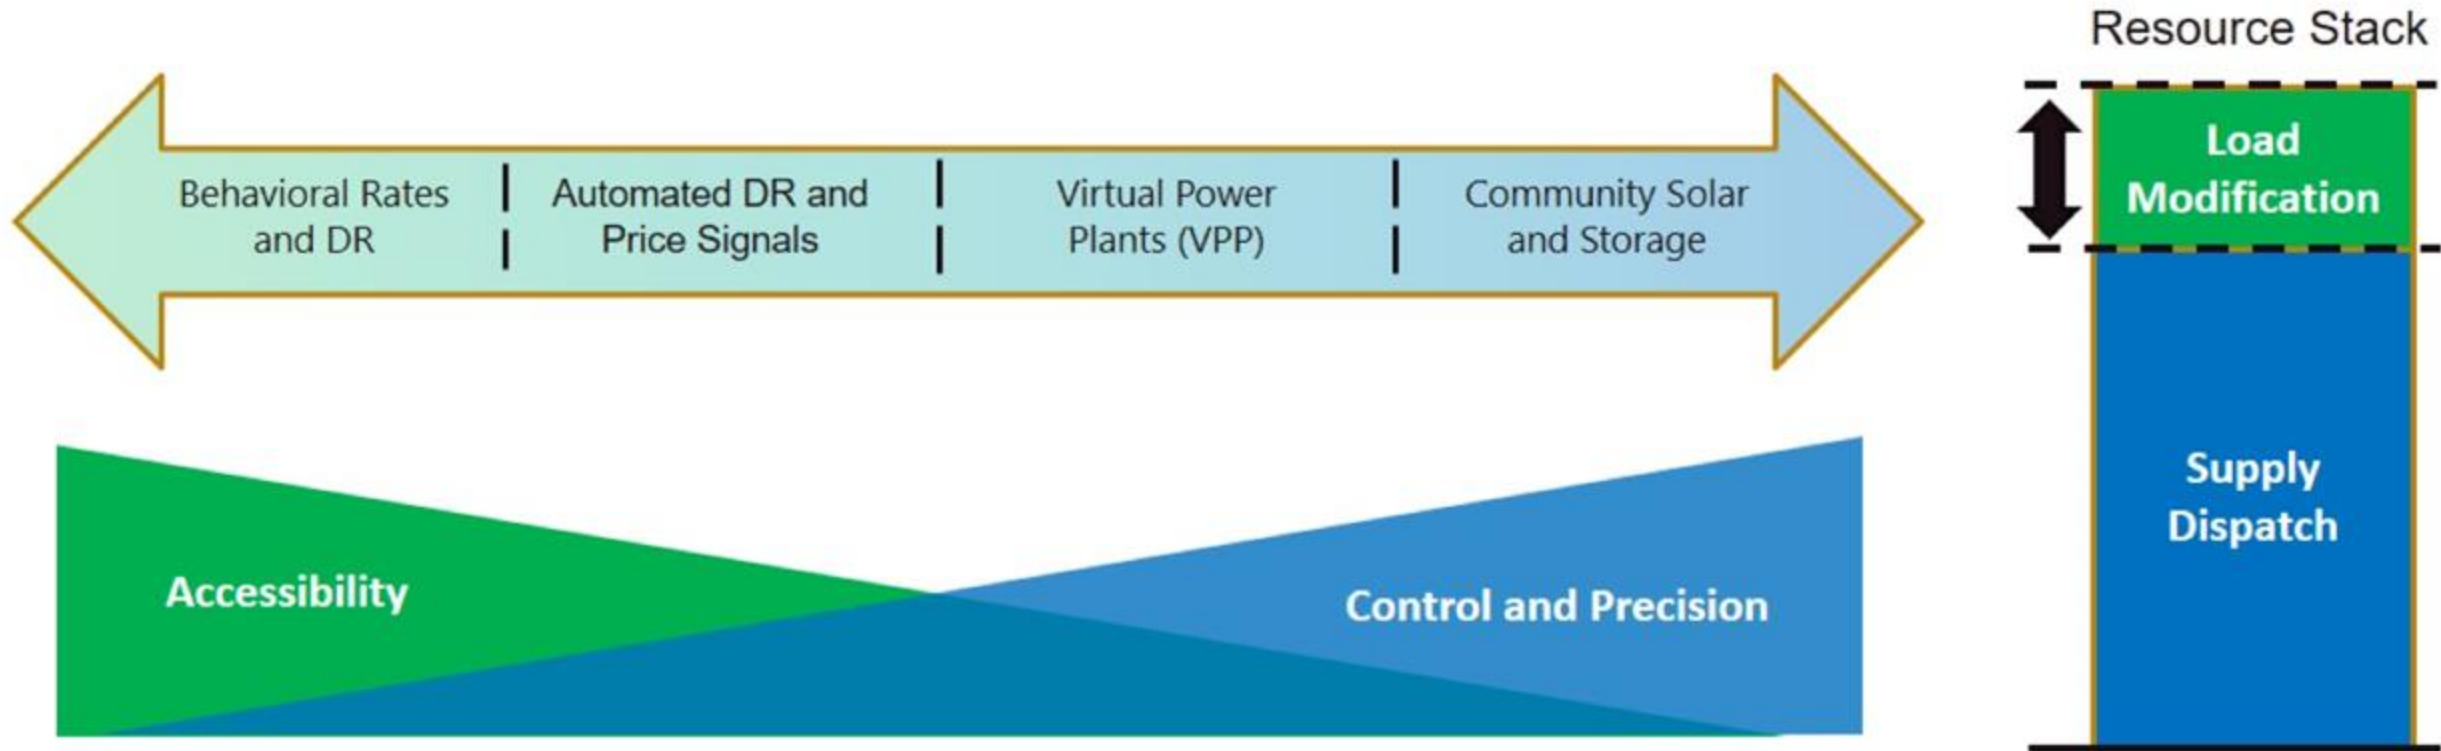 Resource Stack
Behavioral Rates
and DR
Automated DR and
Price Signals
Virtual Power
Plants (VPP)
Community Solar
and Storage
Load
Modification
Supply
Dispatch
Accessibility
Control and Precision